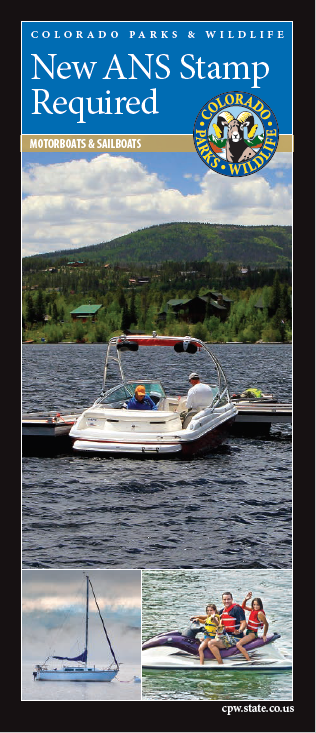 COLORADO PARKS & WILDLIFE
New ANS Stamp
Required
COLORADO
PARKS • WILDLIFE
MOTORBOATS & SAILBOATS
cpw.state.co.us